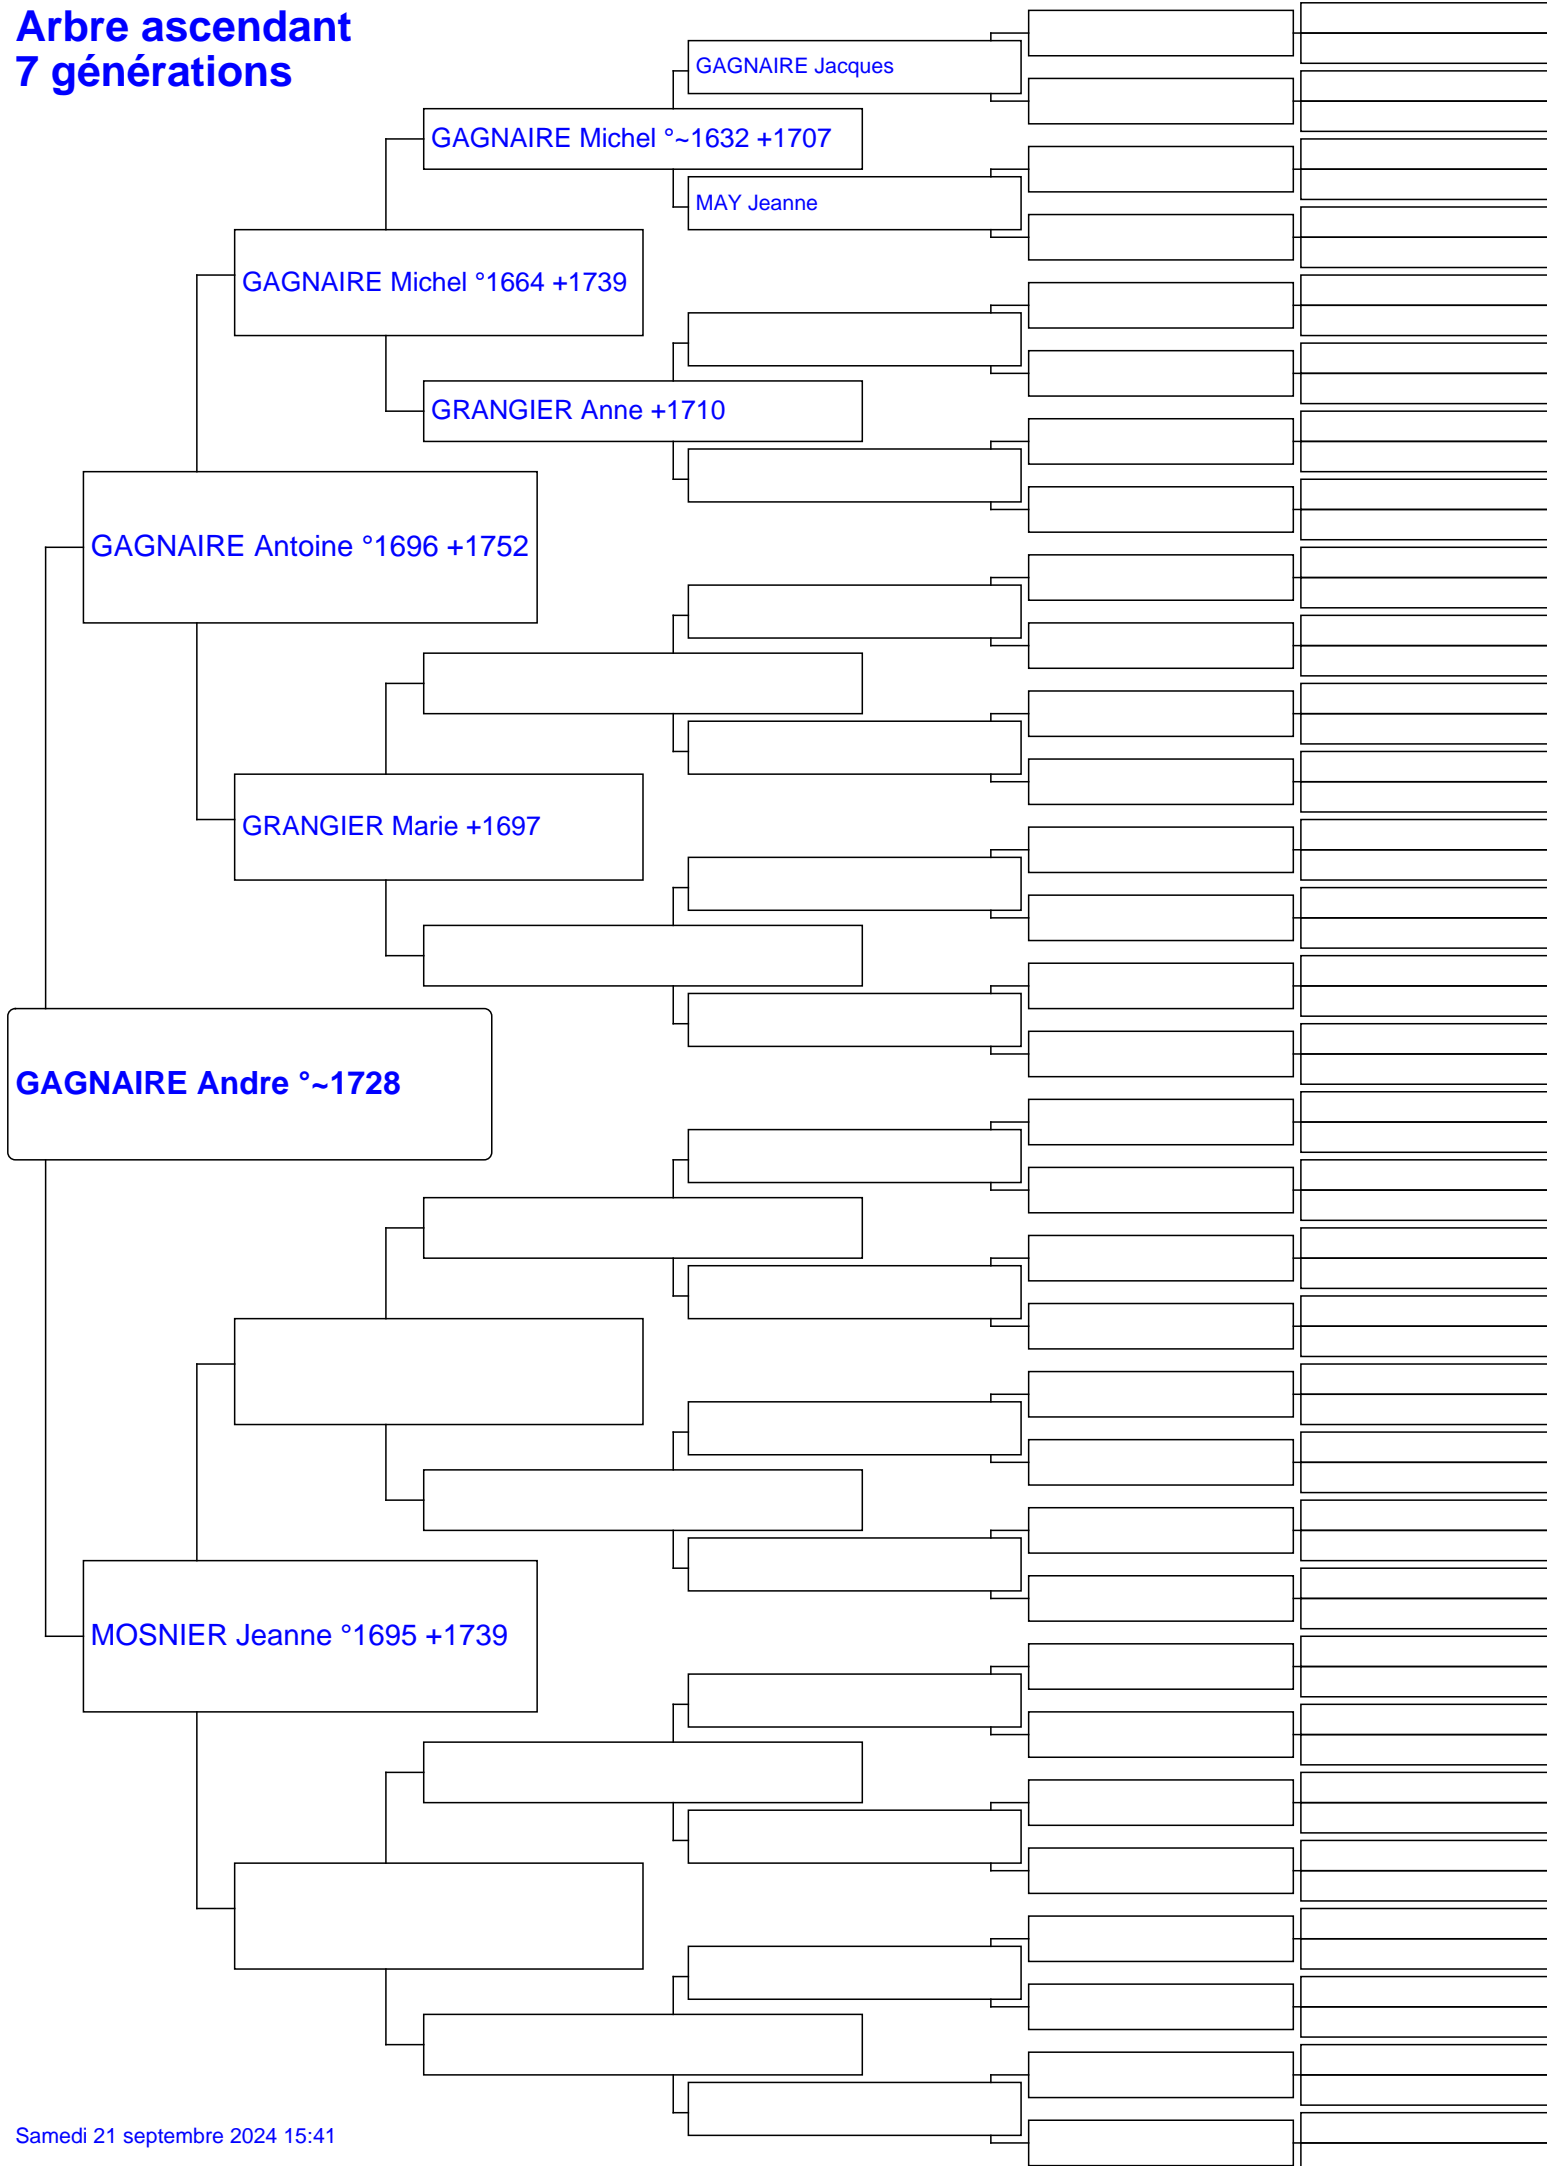 Arbre ascendant
7 générations
GAGNAIRE Jacques
GAGNAIRE Michel °~1632 +1707
MAY Jeanne
GAGNAIRE Michel °1664 +1739
GRANGIER Anne +1710
GAGNAIRE Antoine °1696 +1752
GRANGIER Marie +1697
GAGNAIRE Andre °~1728
MOSNIER Jeanne °1695 +1739
Samedi 21 septembre 2024 15:41